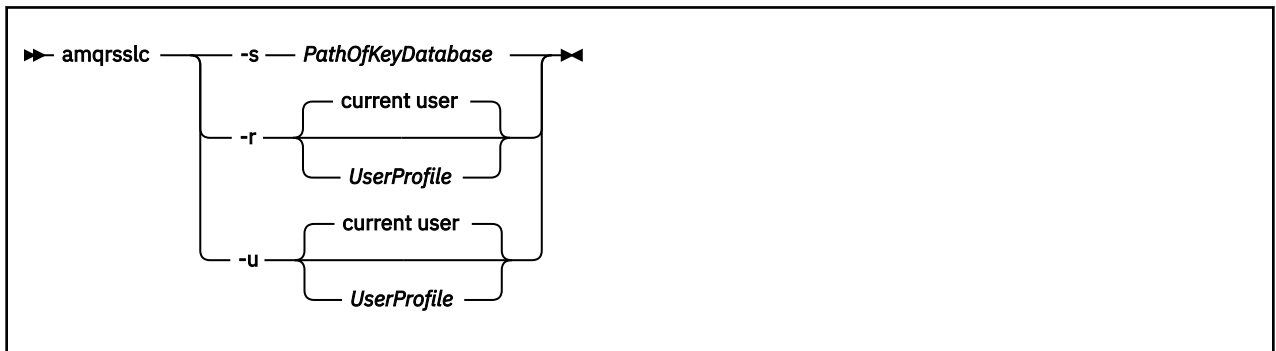 amqrsslc -s PathOfKeyDatabase
current user
-r
UserProfile
current user
-u
UserProfile